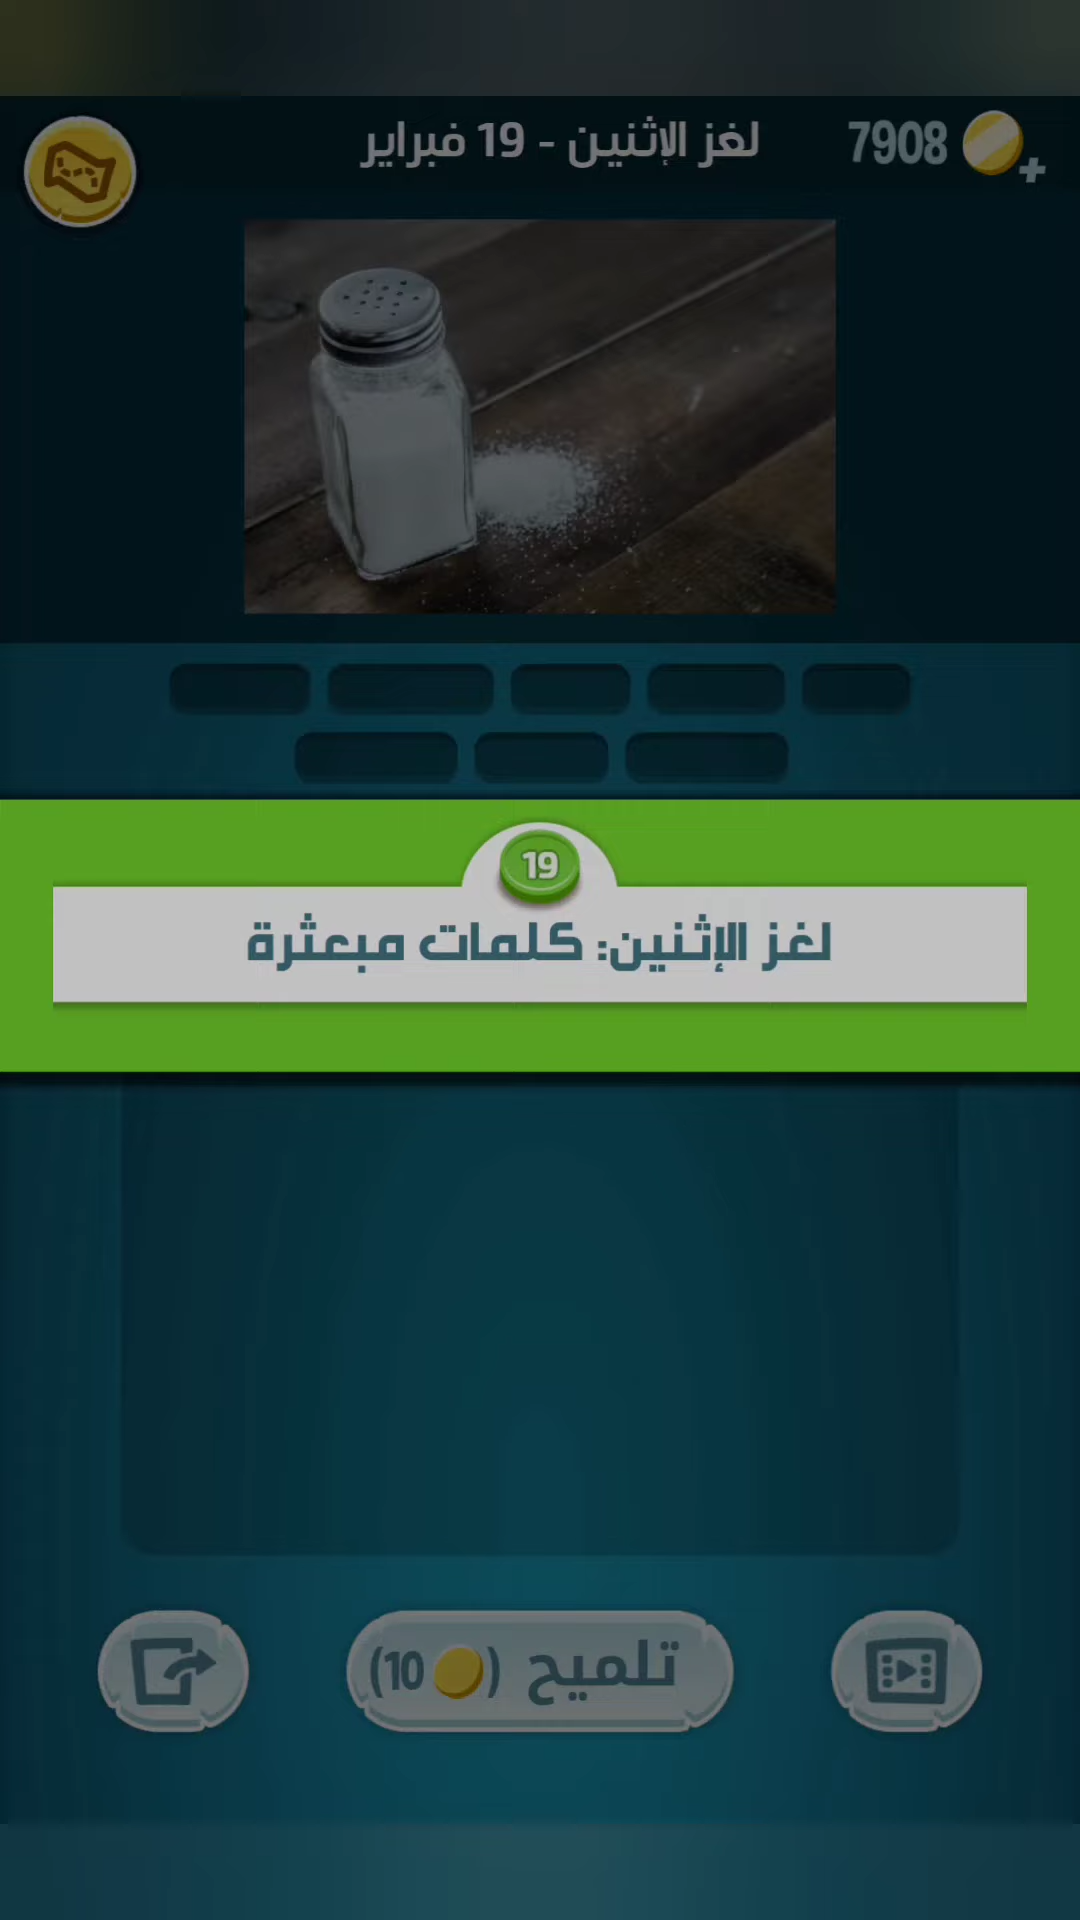 لغز الإثنين - 19 فبراير
7908
+
19
لغز الإثنين: كلمات مبعثرة
تلميح (10)